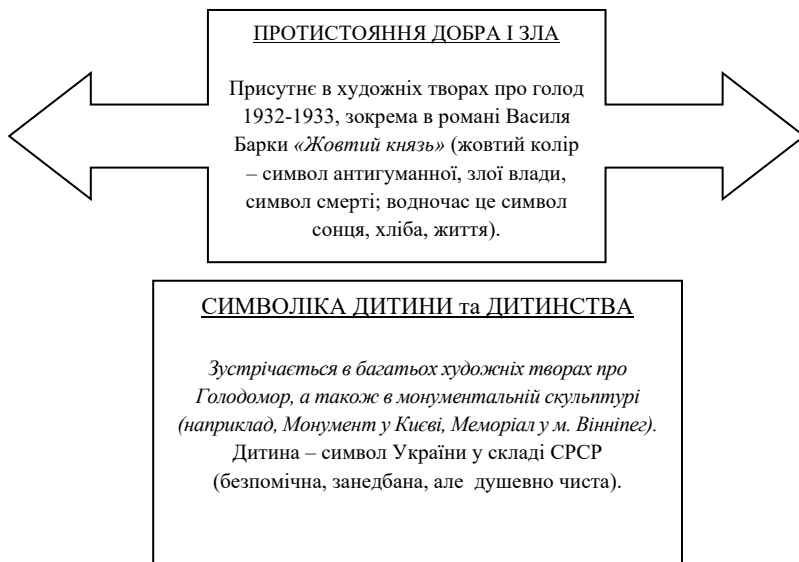 ПРОТИСТОЯННЯ ДОБРА І ЗЛА
Присутнє в художніх творах про голод
1932-1933, зокрема в романі Василя
Барки «Жовтий князь» (жовтий колір
– символ антигуманної, злої влади,
символ смерті; водночас це символ
сонця, хліба, життя).
СИМВОЛІКА ДИТИНИ та ДИТИНСТВА
Зустрічається в багатьох художніх творах про
Голодомор, а також в монументальній скульптурі
(наприклад, Монумент у Києві, Меморіал у м. Вінніпег).
Дитина – символ України у складі СРСР
(безпомічна, занедбана, але  душевно чиста).